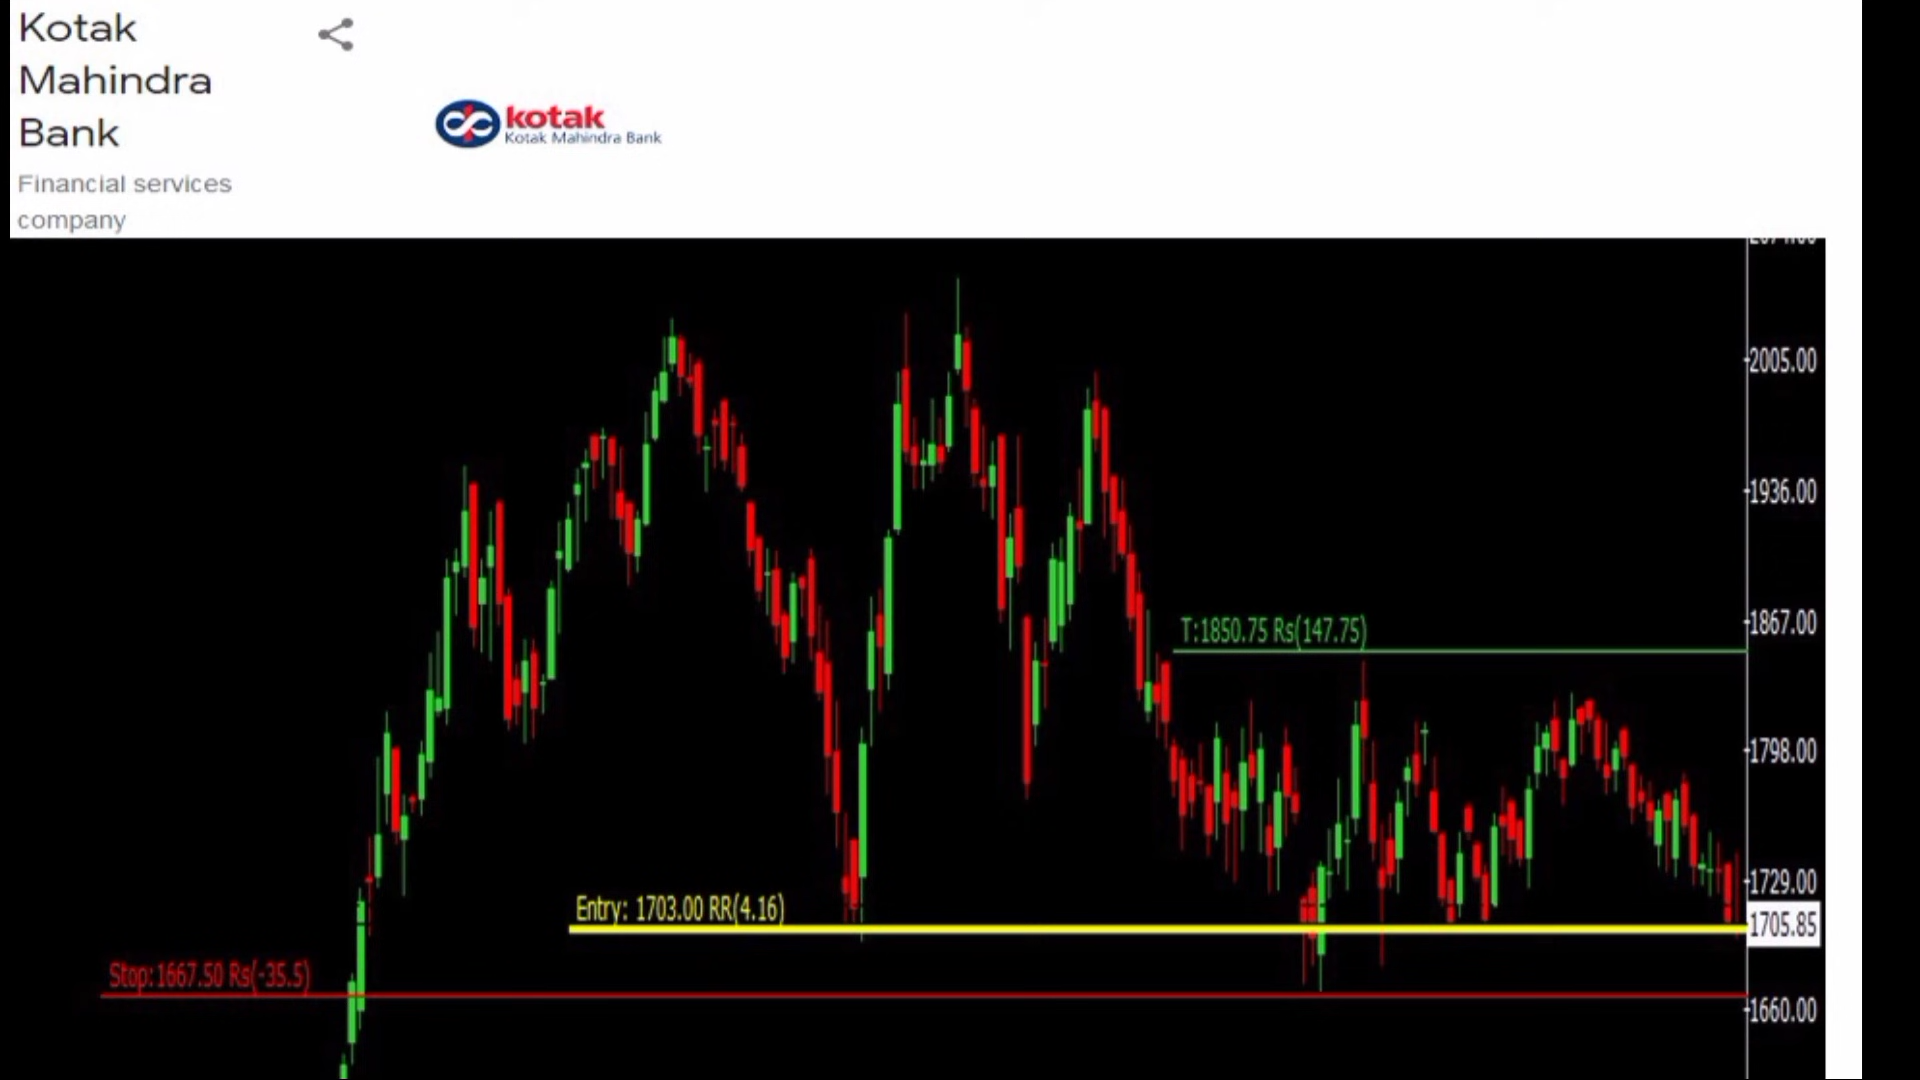 Kotak
Mahindra
Bank
Financial services
company
kotak
Kotak Mahindra Bank
2005.00
1936.00
T:1850.75 Rs(147.75)
1867.00
1798.00
1729.00
Entry: 1703.00 RR(4.16)
1705.85
Stop:1667.50 Rs(-35.5)
1660.00